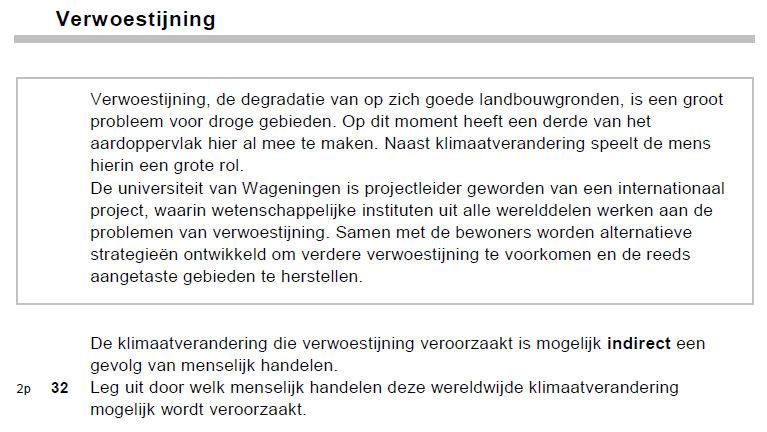 Verwoestijning
Verwoestijning, de degradatie van op zich goede landbouwgronden, is een groot
probleem voor droge gebieden. Op dit moment heeft een derde van het
aardoppervlak hier al mee te maken. Naast klimaatverandering speelt de mens
hierin een grote rol.
De universiteit van Wageningen is projectleider geworden van een internationaal
project, waarin wetenschappelijke instituten uit alle werelddelen werken aan de
problemen van verwoestijning. Samen met de bewoners worden alternatieve
strategieën ontwikkeld om verdere verwoestijning te voorkomen en de reeds
aangetaste gebieden te herstellen.
De klimaatverandering die verwoestijning veroorzaakt is mogelijk indirect een
gevolg van menselijk handelen.
2p 32 Leg uit door welk menselijk handelen deze wereldwijde klimaatverandering
mogelijk wordt veroorzaakt.